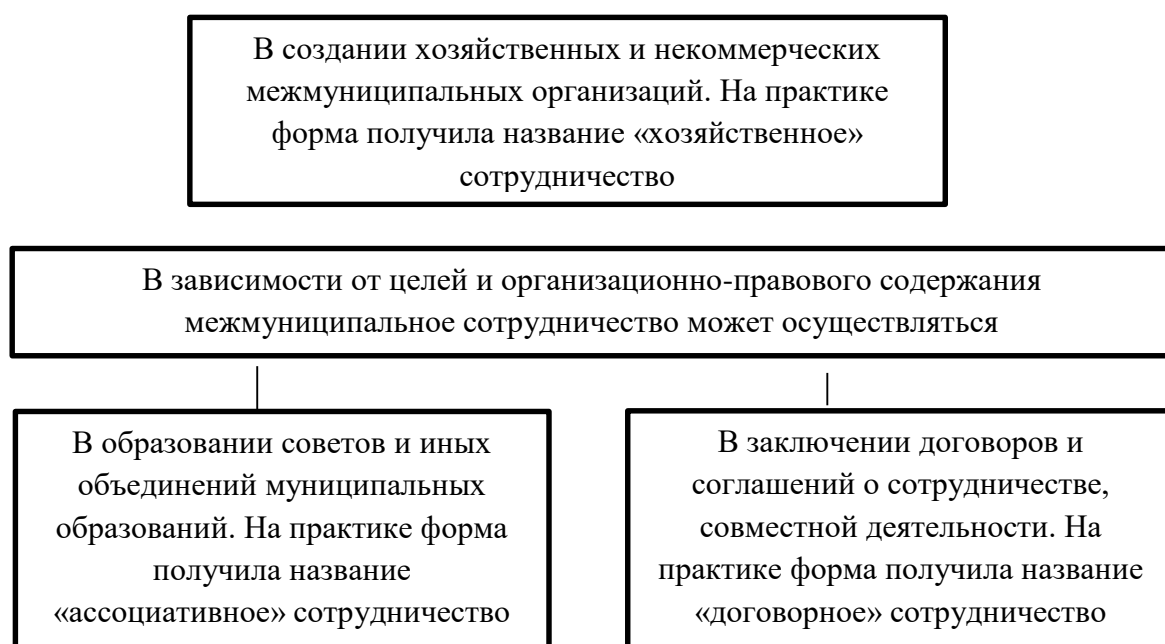 В создании хозяйственных и некоммерческих
межмуниципальных организаций. На практике
форма получила название «хозяйственное»
сотрудничество
В зависимости от целей и организационно-правового содержания
межмуниципальное сотрудничество может осуществляться
В образовании советов и иных
объединений муниципальных
образований. На практике форма
получила название
«ассоциативное» сотрудничество
В заключении договоров и
соглашений о сотрудничестве,
совместной деятельности. На
практике форма получила название
«договорное» сотрудничество